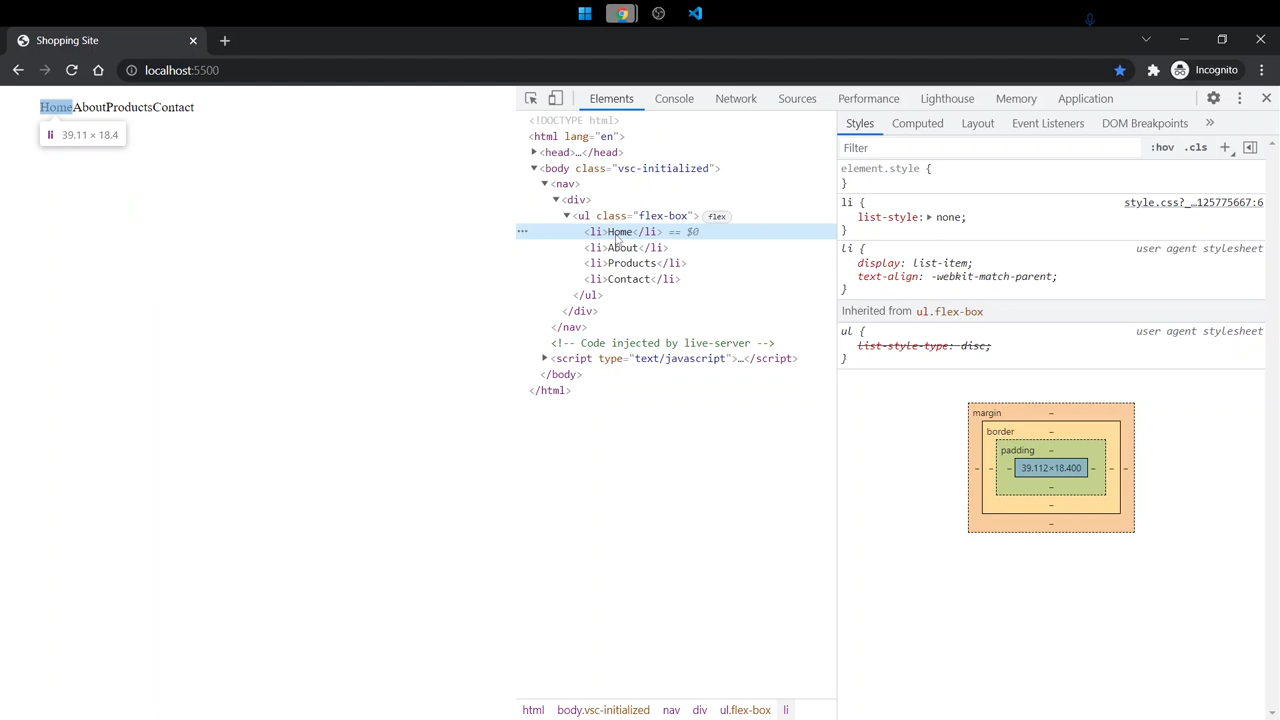 Shopping Site
localhost:5500
Incognito
HomeAboutProductsContact
li 39.11 × 18.4
Elements Console Network Sources Performance Lighthouse Memory Application
<!DOCTYPE html>
<html lang="en">
<head>…</head>
<body class="vsc-initialized">
<nav>
<div>
<ul class="flex-box"> flex
<li>Home</li> == $0
<li>About</li>
<li>Products</li>
<li>Contact</li>
</ul>
</div>
</nav>
<!-- Code injected by live-server -->
<script type="text/javascript">…</script>
</body>
</html>
html body.vsc-initialized nav div ul.flex-box li
Styles Computed Layout Event Listeners DOM Breakpoints
Filter :hov .cls
element.style {
}
li { style.css?_…125775667:6
list-style: none;
}
li { user agent stylesheet
display: list-item;
text-align: -webkit-match-parent;
}
Inherited from ul.flex-box
ul { user agent stylesheet
list-style-type: disc;
}
margin –
border –
padding –
– – – 39.112×18.400 – – –
–
–
–